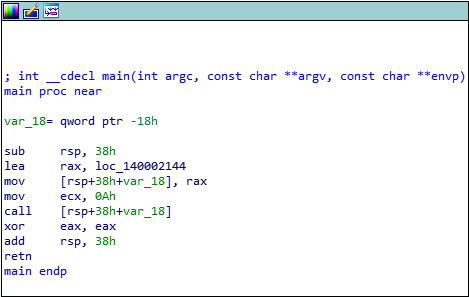 ; int __cdecl main(int argc, const char **argv, const char **envp)
main proc near
var_18= qword ptr -18h
sub rsp, 38h
lea rax, loc_140002144
mov [rsp+38h+var_18], rax
mov ecx, 0Ah
call [rsp+38h+var_18]
xor eax, eax
add rsp, 38h
retn
main endp